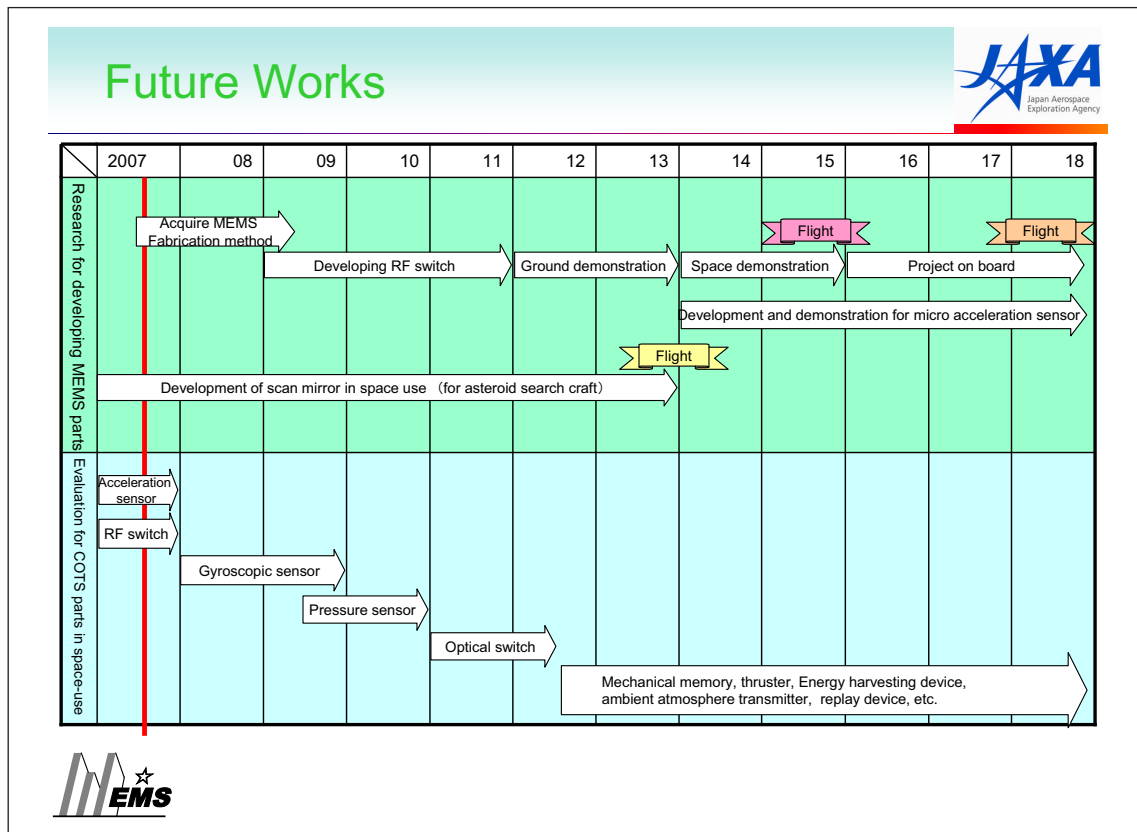 Future Works
JAXA
Japan Aerospace
Exploration Agency
2007 08 09 10 11 12 13 14 15 16 17 18
Research for developing MEMS parts
Acquire MEMS
Fabrication method
Flight
Flight
Developing RF switch
Ground demonstration
Space demonstration
Project on board
Development and demonstration for micro acceleration sensor
Flight
Development of scan mirror in space use （for asteroid search craft）
Evaluation for COTS parts in space-use
Acceleration
sensor
RF switch
Gyroscopic sensor
Pressure sensor
Optical switch
Mechanical memory, thruster, Energy harvesting device,
ambient atmosphere transmitter, replay device, etc.
MEMS